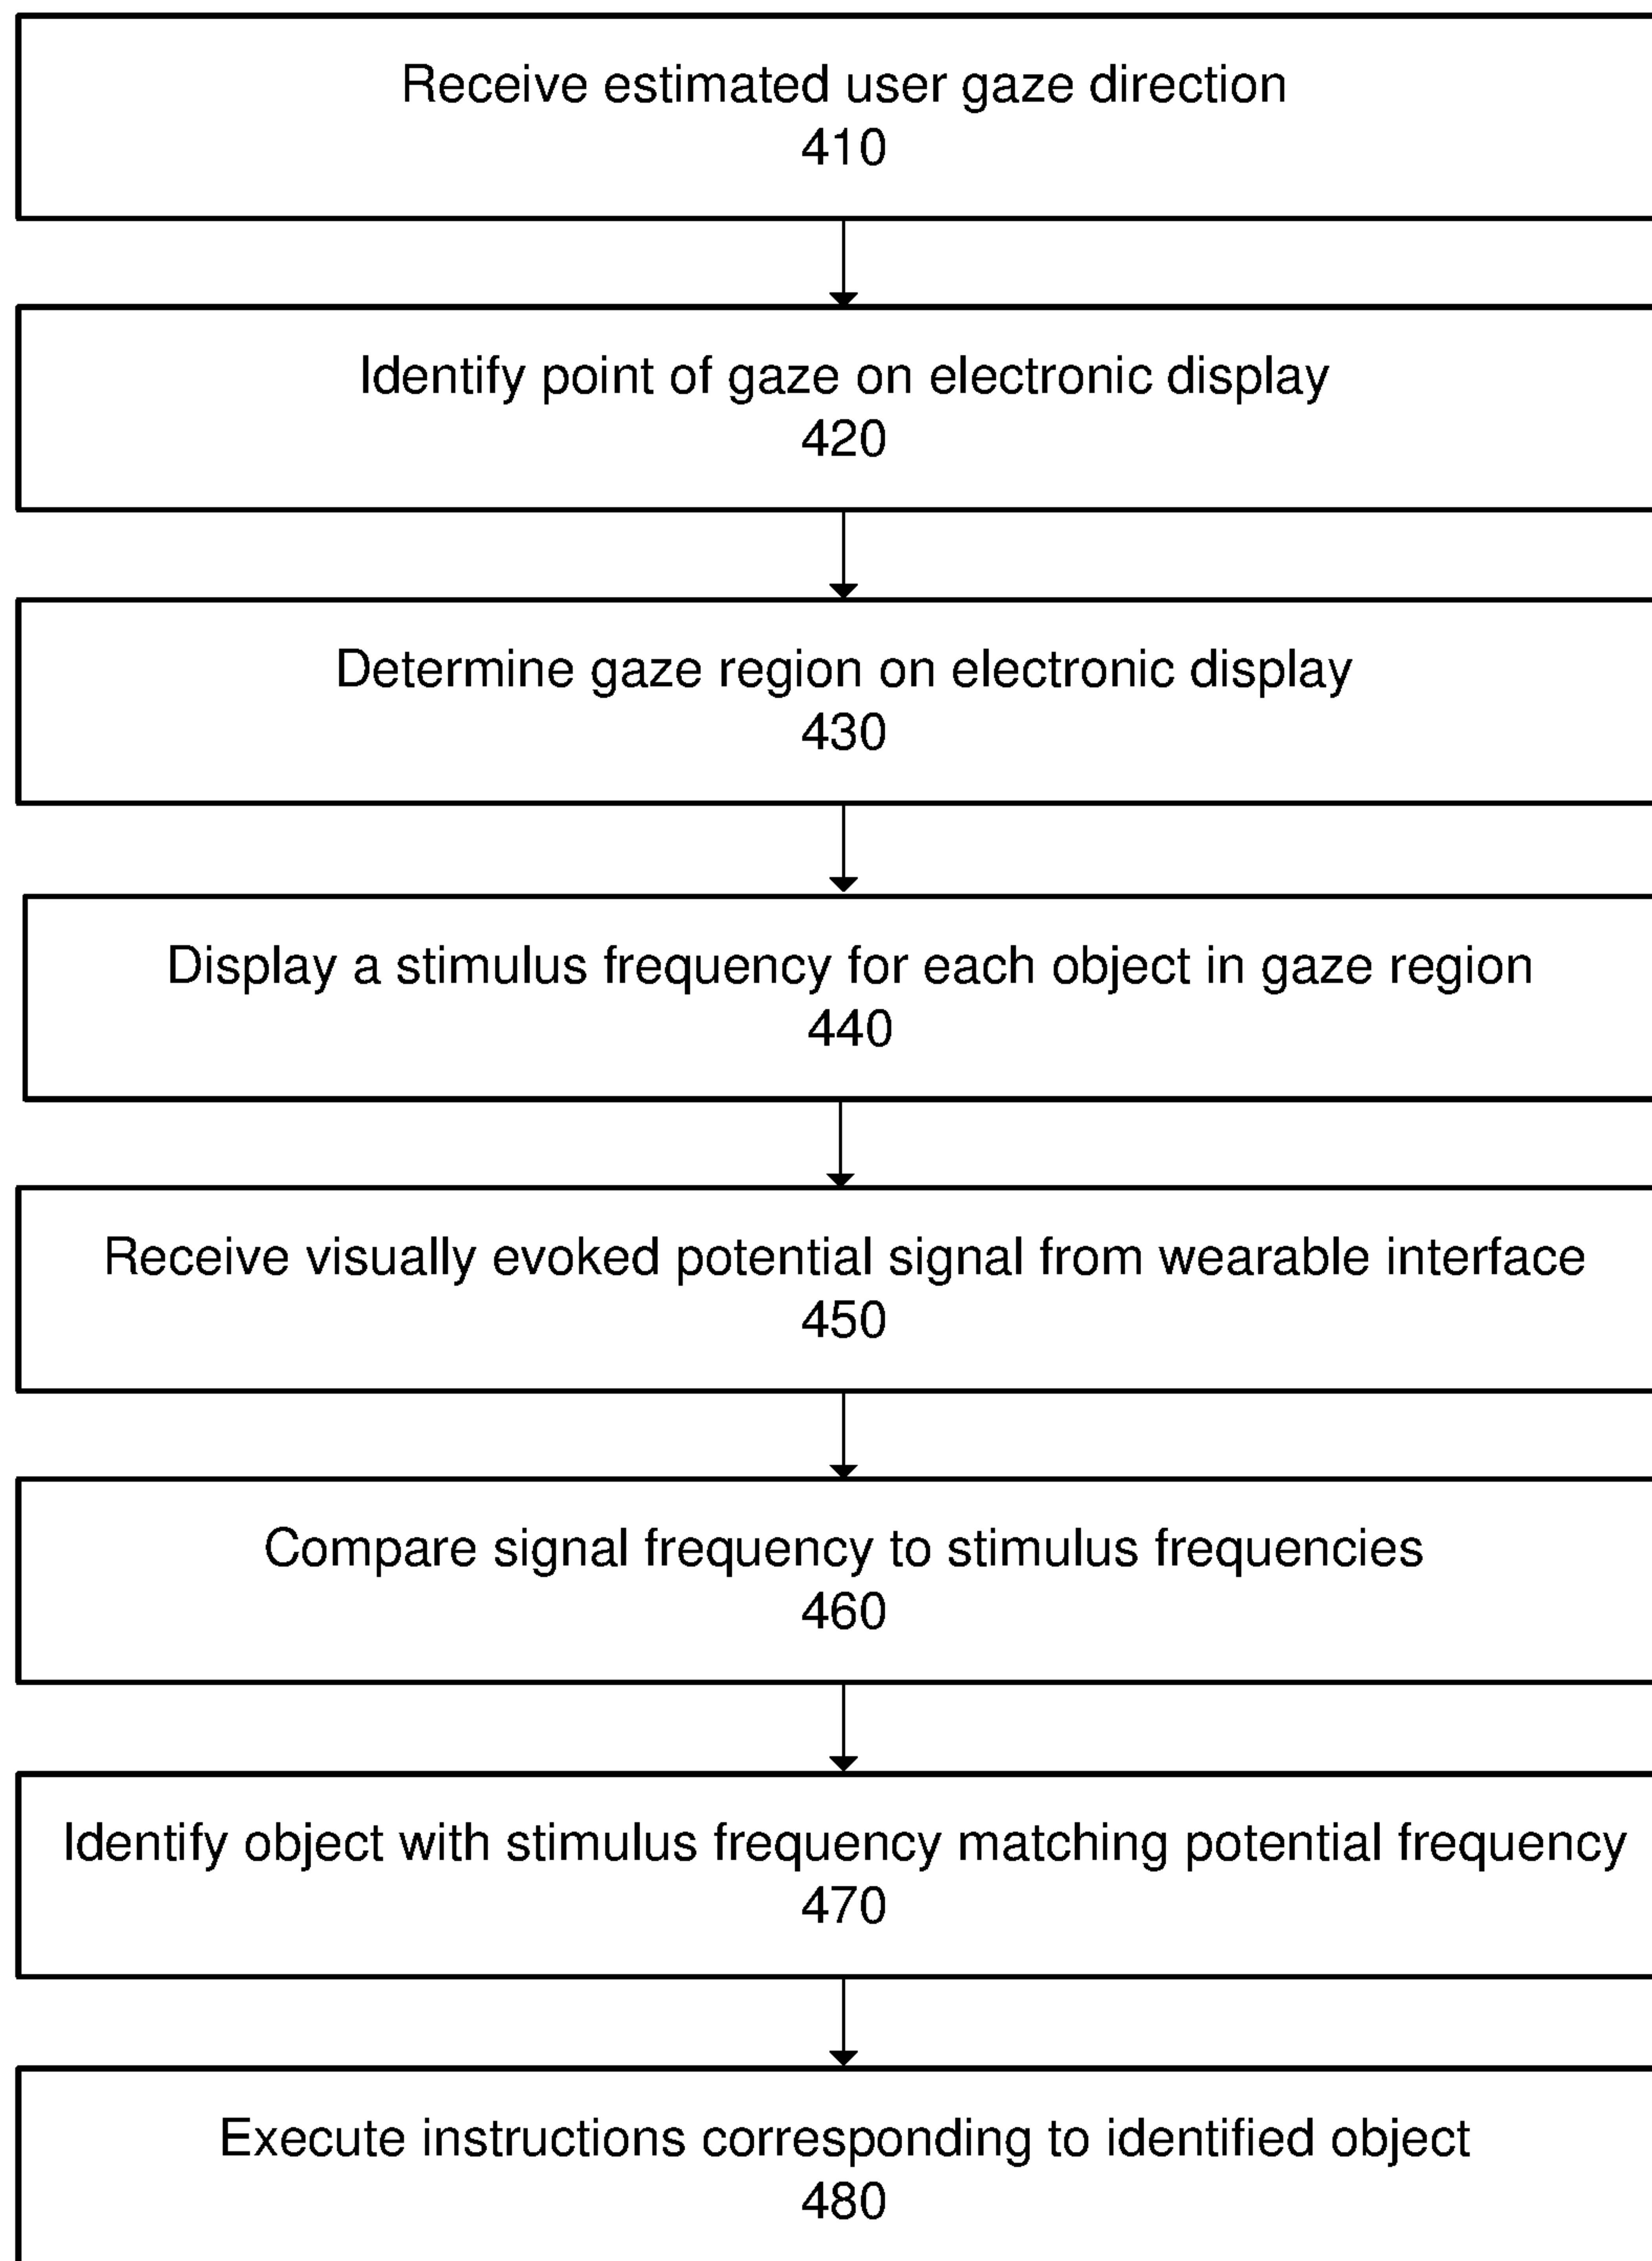 Receive estimated user gaze direction
410
Identify point of gaze on electronic display
420
Determine gaze region on electronic display
430
Display a stimulus frequency for each object in gaze region
440
Receive visually evoked potential signal from wearable interface
450
Compare signal frequency to stimulus frequencies
460
Identify object with stimulus frequency matching potential frequency
470
Execute instructions corresponding to identified object
480